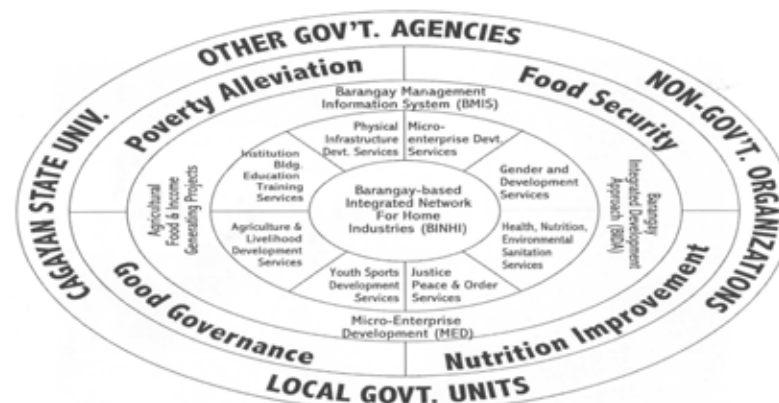 OTHER GOV'T. AGENCIES
NON-GOV'T. ORGANIZATIONS
LOCAL GOVT. UNITS
CAGAYAN STATE UNIV.
Poverty Alleviation
Food Security
Nutrition Improvement
Good Governance
Barangay Management
Information System (BMIS)
Barangay
Integrated Development
Approach (BIDA)
Micro-Enterprise
Development (MED)
Agricultural
Food & Income
Generating Projects
Physical
Infrastructure
Devt. Services
Micro-
enterprise Devt.
Services
Gender and
Development
Services
Health, Nutrition,
Environmental
Sanitation
Services
Justice
Peace & Order
Services
Youth Sports
Development
Services
Agriculture &
Livelihood
Development
Services
Institution
Bldg.
Education
Training
Services
Barangay-based
Integrated Network
For Home
Industries (BINHI)